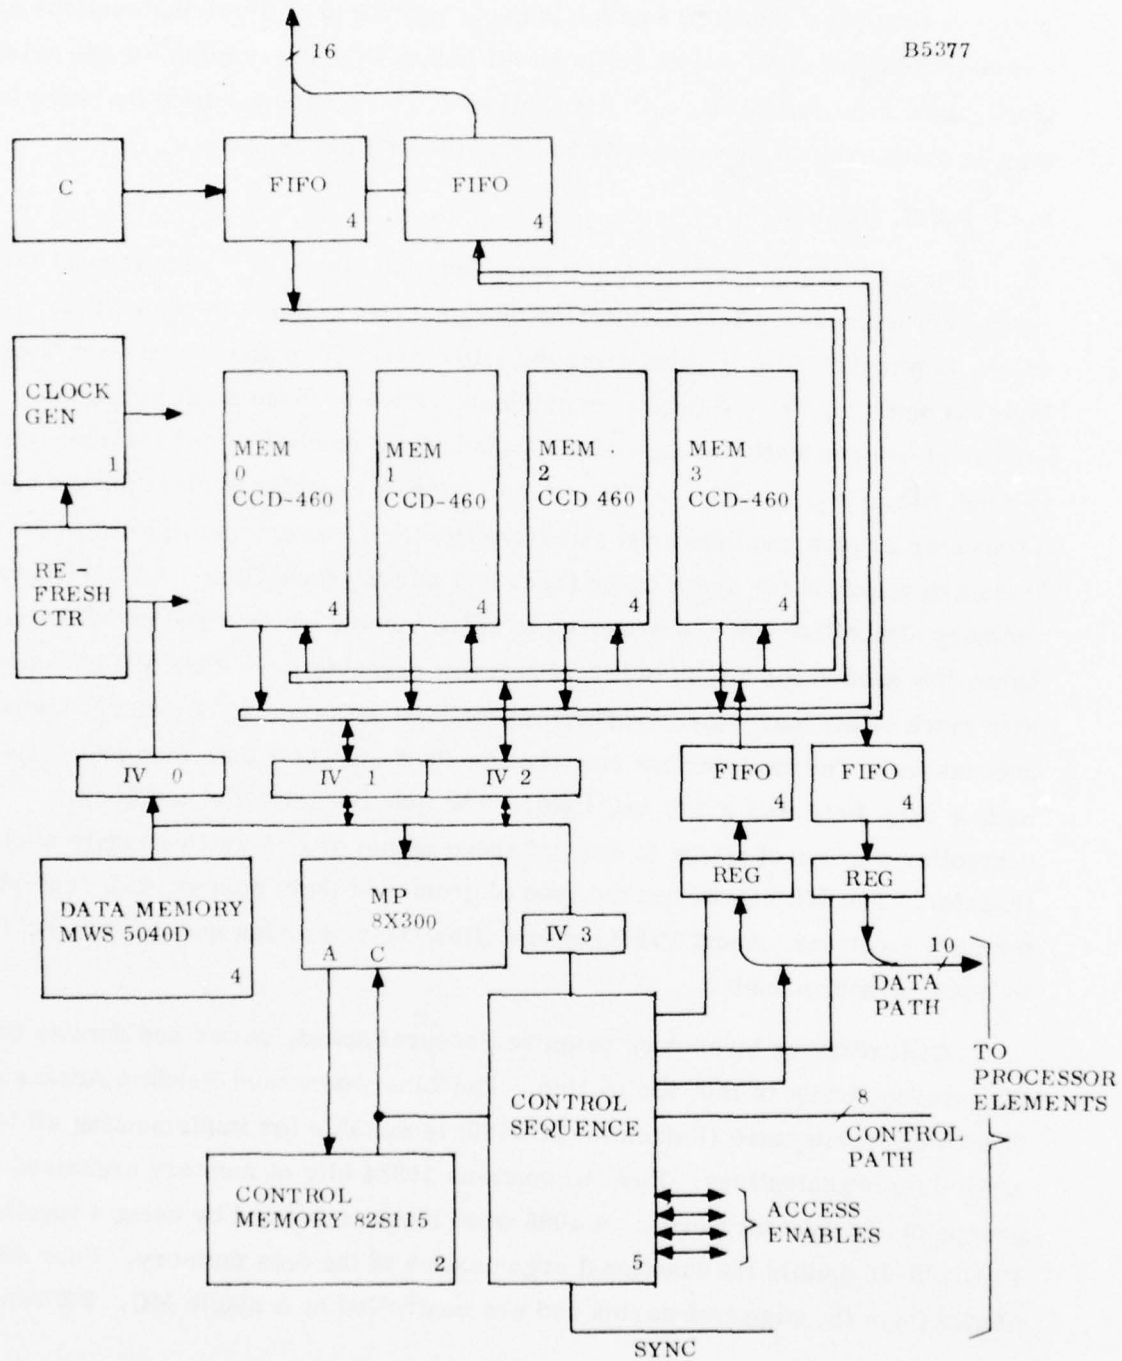 16
B5377
C
FIFO
4
FIFO
4
CLOCK
GEN
1
MEM
0
CCD-460
4
MEM
1
CCD-460
4
MEM
2
CCD 460
4
MEM
3
CCD-460
4
RE -
FRESH
CTR
IV 0
IV 1
IV 2
FIFO
4
FIFO
4
REG
REG
DATA MEMORY
MWS 5040D
4
MP
8X300
A C
IV 3
10
DATA
PATH
TO
PROCESSOR
ELEMENTS
CONTROL
SEQUENCE
5
8
CONTROL
PATH
CONTROL
MEMORY 82S115
2
ACCESS
ENABLES
SYNC